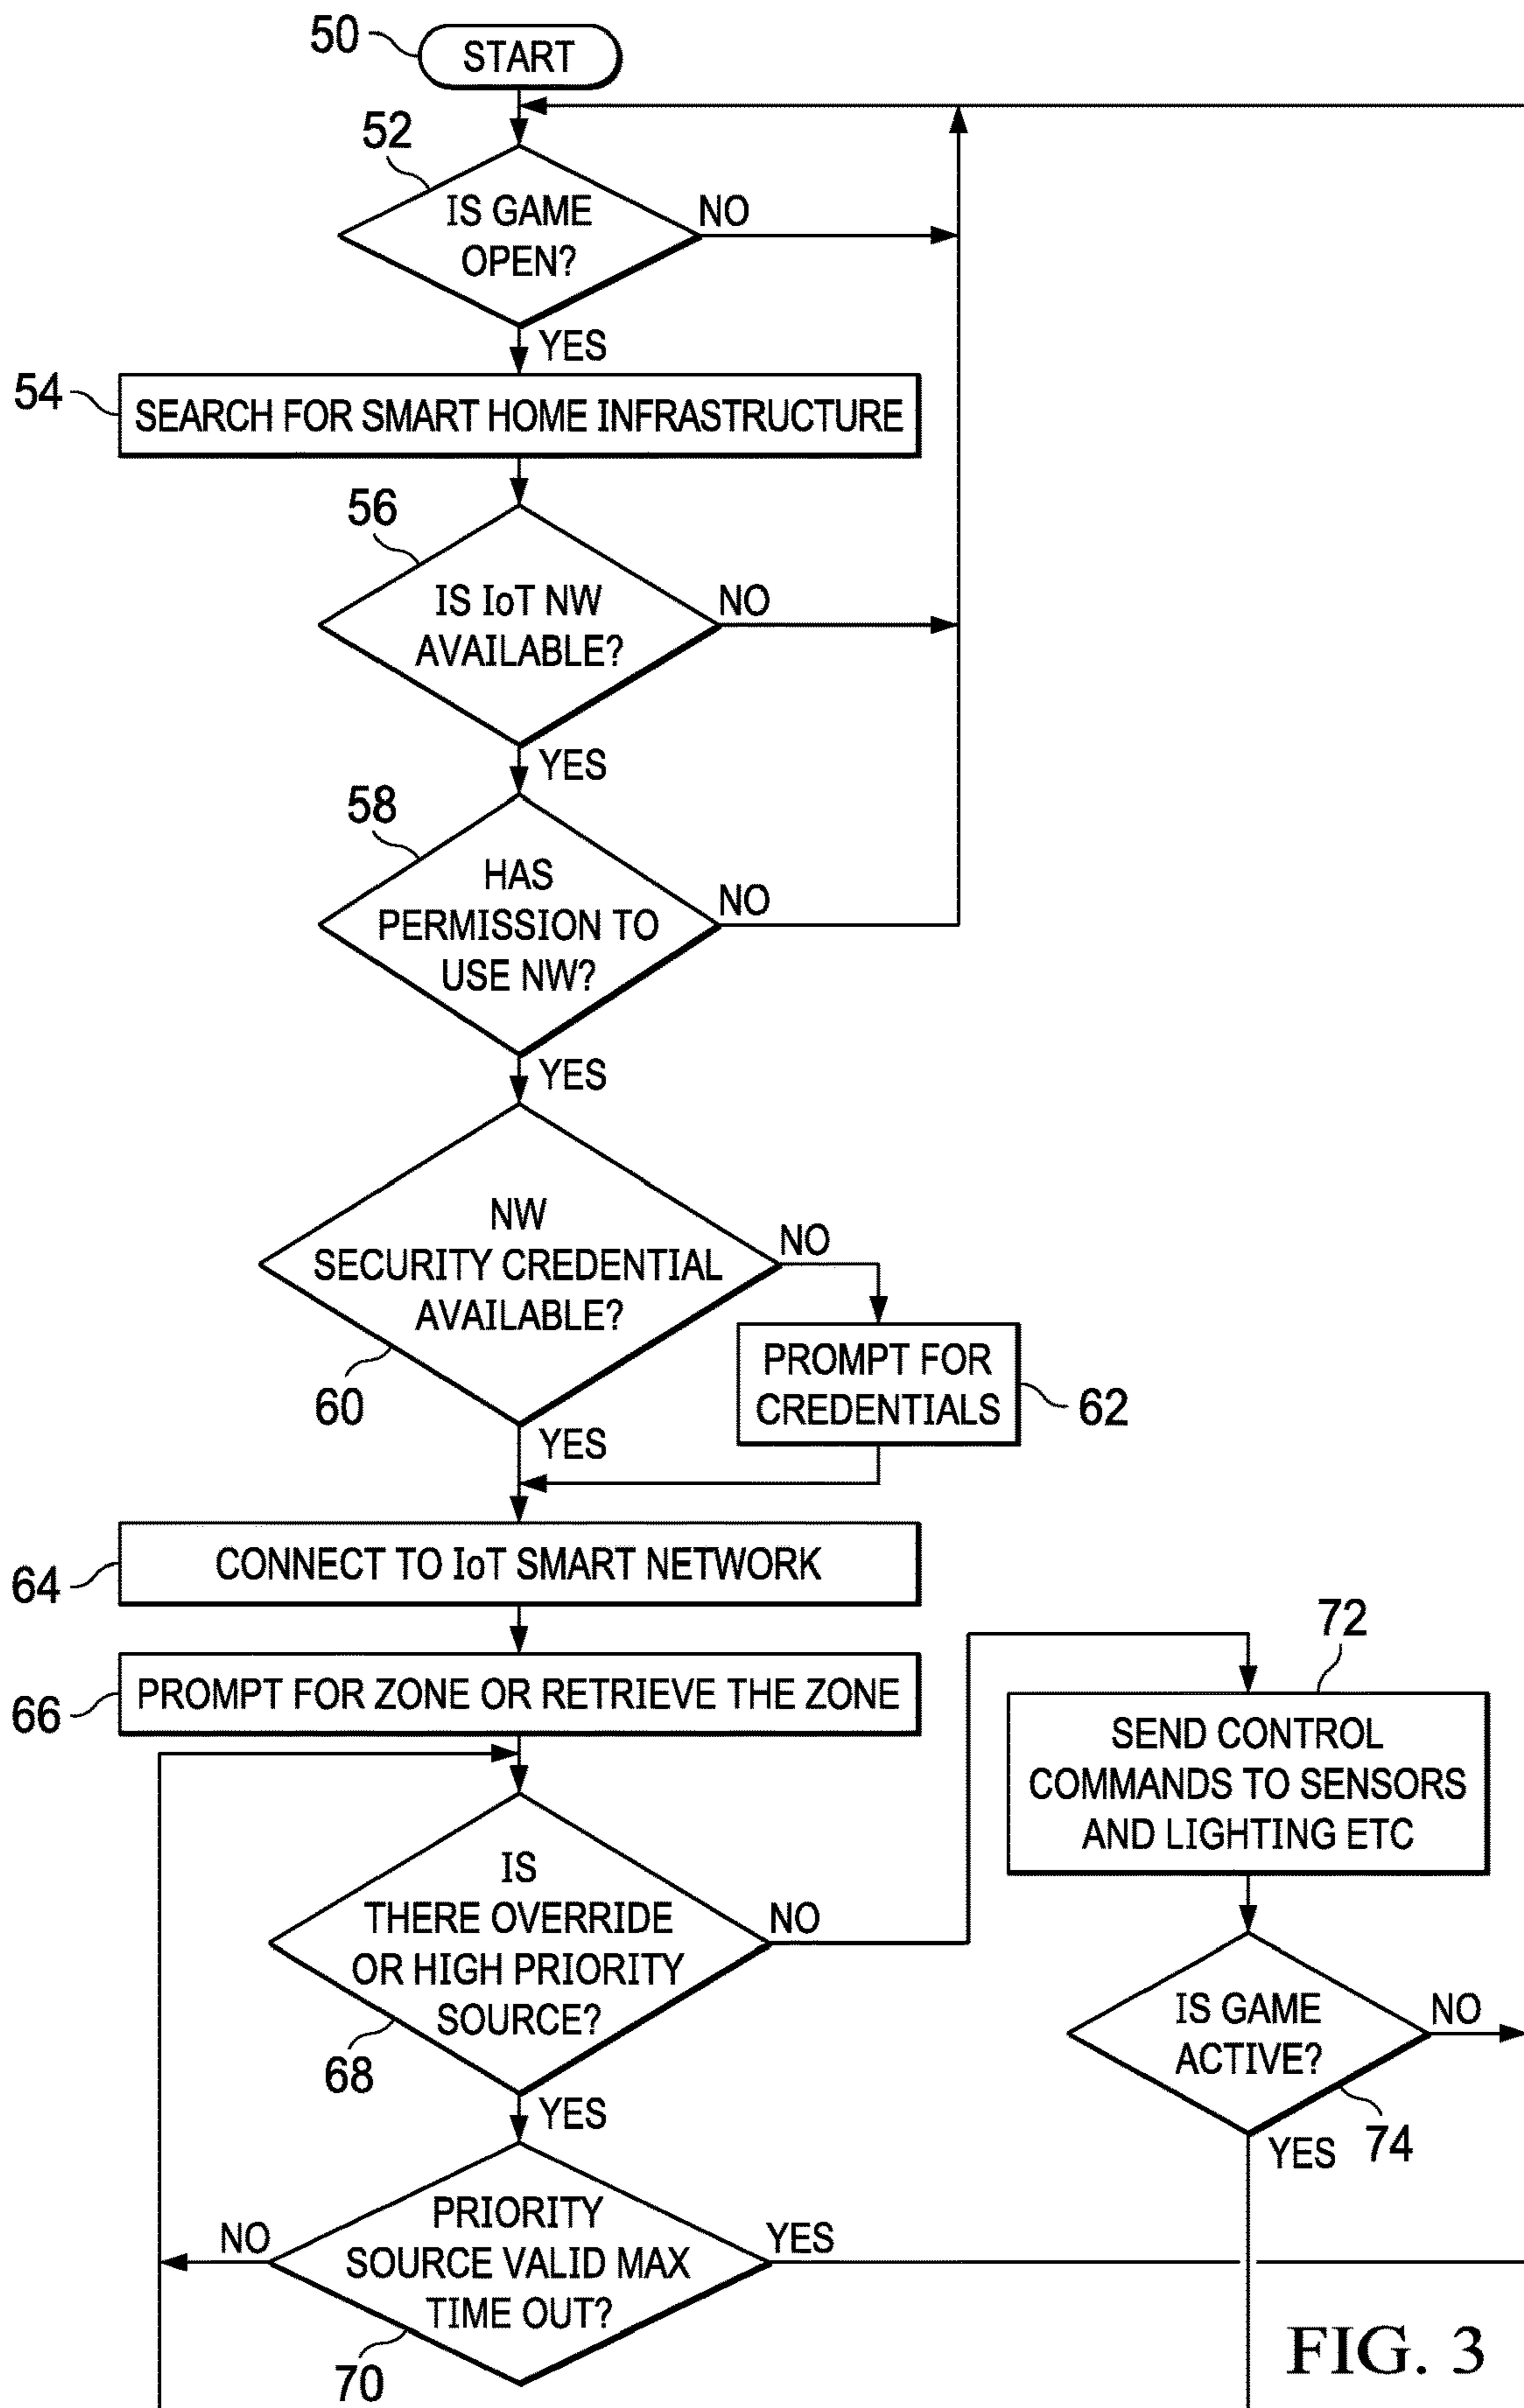 50
START
52
IS GAME
OPEN?
NO
YES
54
SEARCH FOR SMART HOME INFRASTRUCTURE
56
IS IoT NW
AVAILABLE?
NO
YES
58
HAS
PERMISSION TO
USE NW?
NO
YES
NW
SECURITY CREDENTIAL
AVAILABLE?
NO
60
YES
PROMPT FOR
CREDENTIALS
62
64
CONNECT TO IoT SMART NETWORK
66
PROMPT FOR ZONE OR RETRIEVE THE ZONE
IS
THERE OVERRIDE
OR HIGH PRIORITY
SOURCE?
NO
68
YES
72
SEND CONTROL
COMMANDS TO SENSORS
AND LIGHTING ETC
IS GAME
ACTIVE?
NO
74
YES
PRIORITY
SOURCE VALID MAX
TIME OUT?
NO
YES
70
FIG. 3